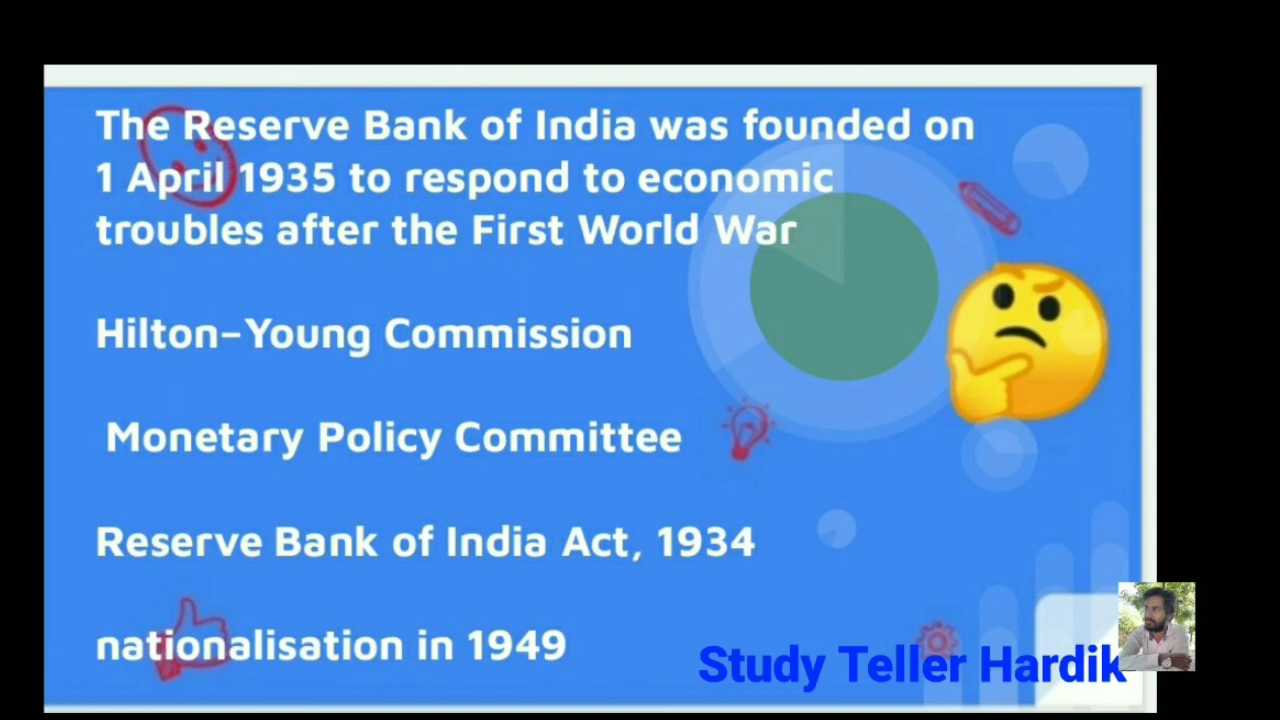 The Reserve Bank of India was founded on
1 April 1935 to respond to economic
troubles after the First World War
Hilton–Young Commission
Monetary Policy Committee
Reserve Bank of India Act, 1934
nationalisation in 1949
Study Teller Hardik